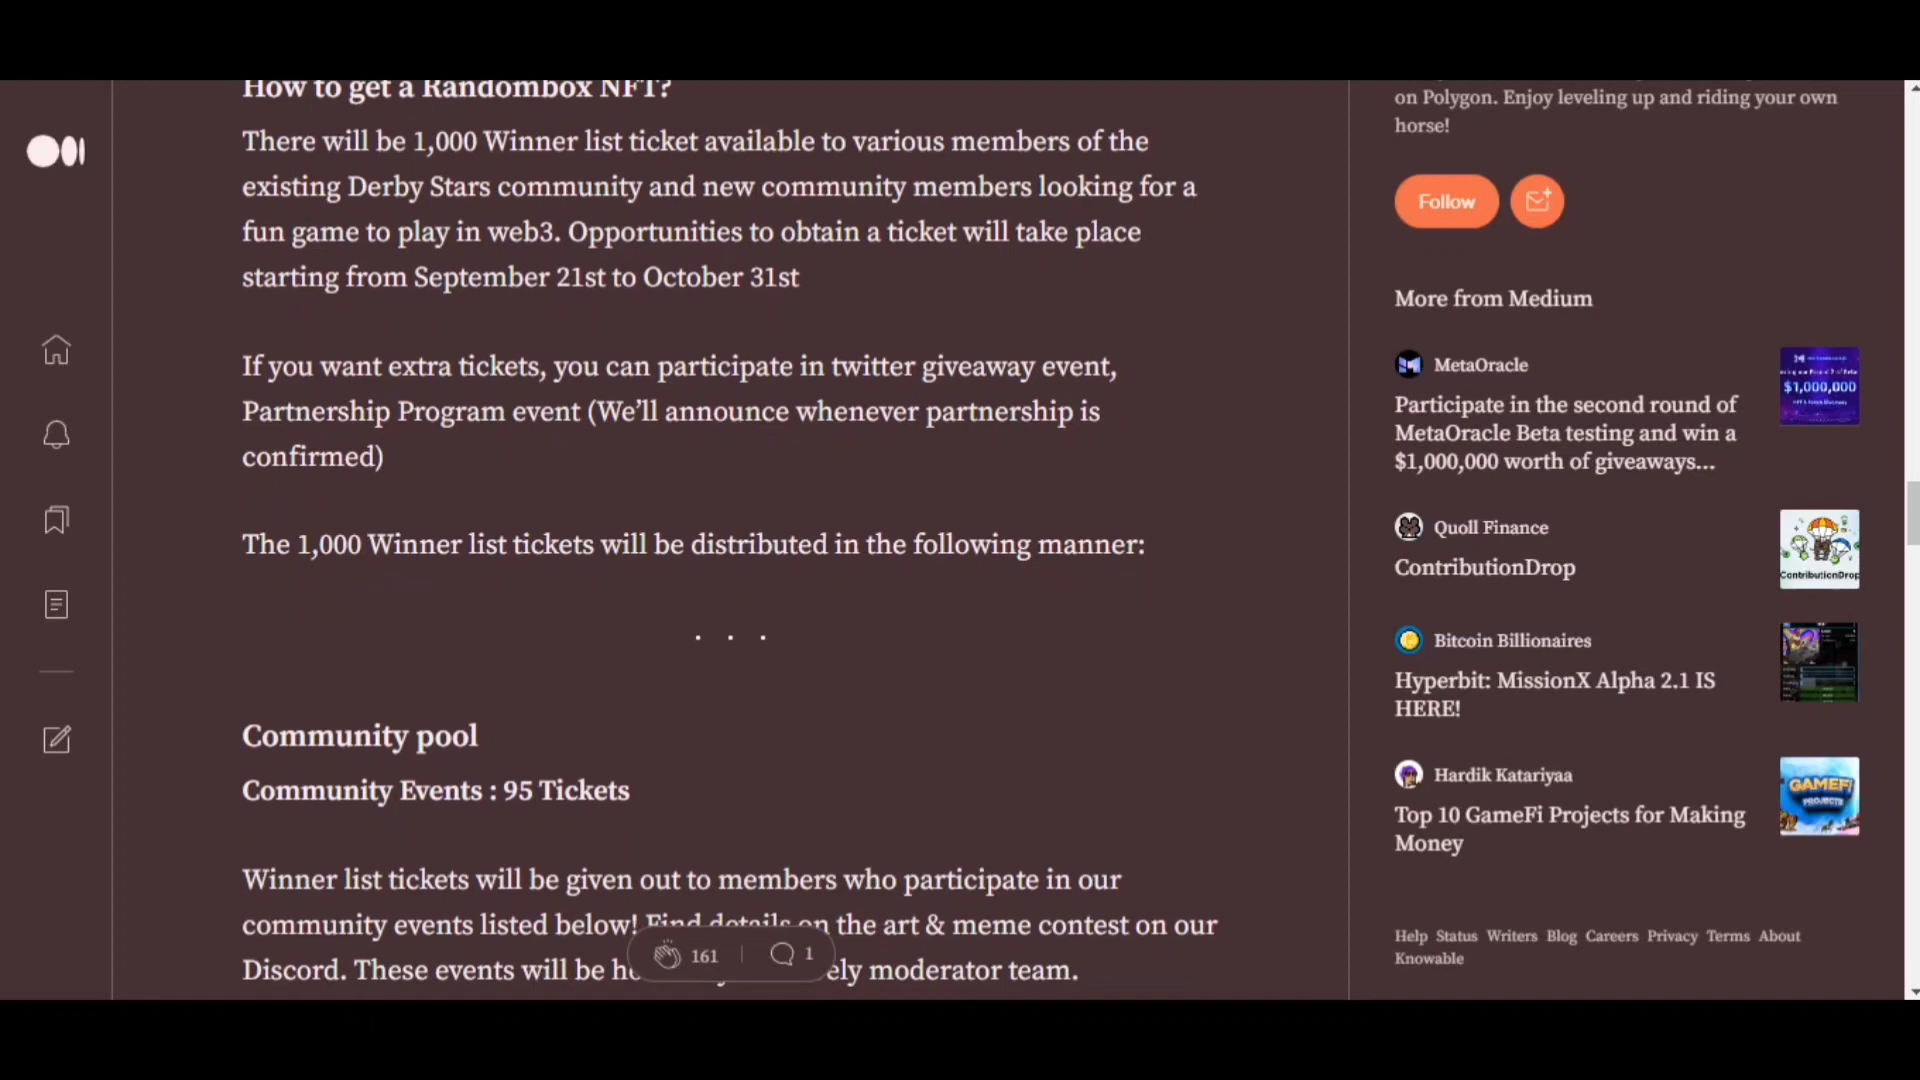 How to get a Randombox NFT?
There will be 1,000 Winner list ticket available to various members of the
existing Derby Stars community and new community members looking for a
fun game to play in web3. Opportunities to obtain a ticket will take place
starting from September 21st to October 31st
If you want extra tickets, you can participate in twitter giveaway event,
Partnership Program event (We’ll announce whenever partnership is
confirmed)
The 1,000 Winner list tickets will be distributed in the following manner:
. . .
Community pool
Community Events : 95 Tickets
Winner list tickets will be given out to members who participate in our
community events listed below! Find details on the art & meme contest on our
Discord. These events will be ely moderator team.
161
1
on Polygon. Enjoy leveling up and riding your own
horse!
Follow
More from Medium
MetaOracle
Participate in the second round of
MetaOracle Beta testing and win a
$1,000,000 worth of giveaways...
$1,000,000
Quoll Finance
ContributionDrop
ContributionDrop
Bitcoin Billionaires
Hyperbit: MissionX Alpha 2.1 IS
HERE!
Hardik Katariyaa
Top 10 GameFi Projects for Making
Money
GAMEFI
PROJECTS
Help Status Writers Blog Careers Privacy Terms About
Knowable